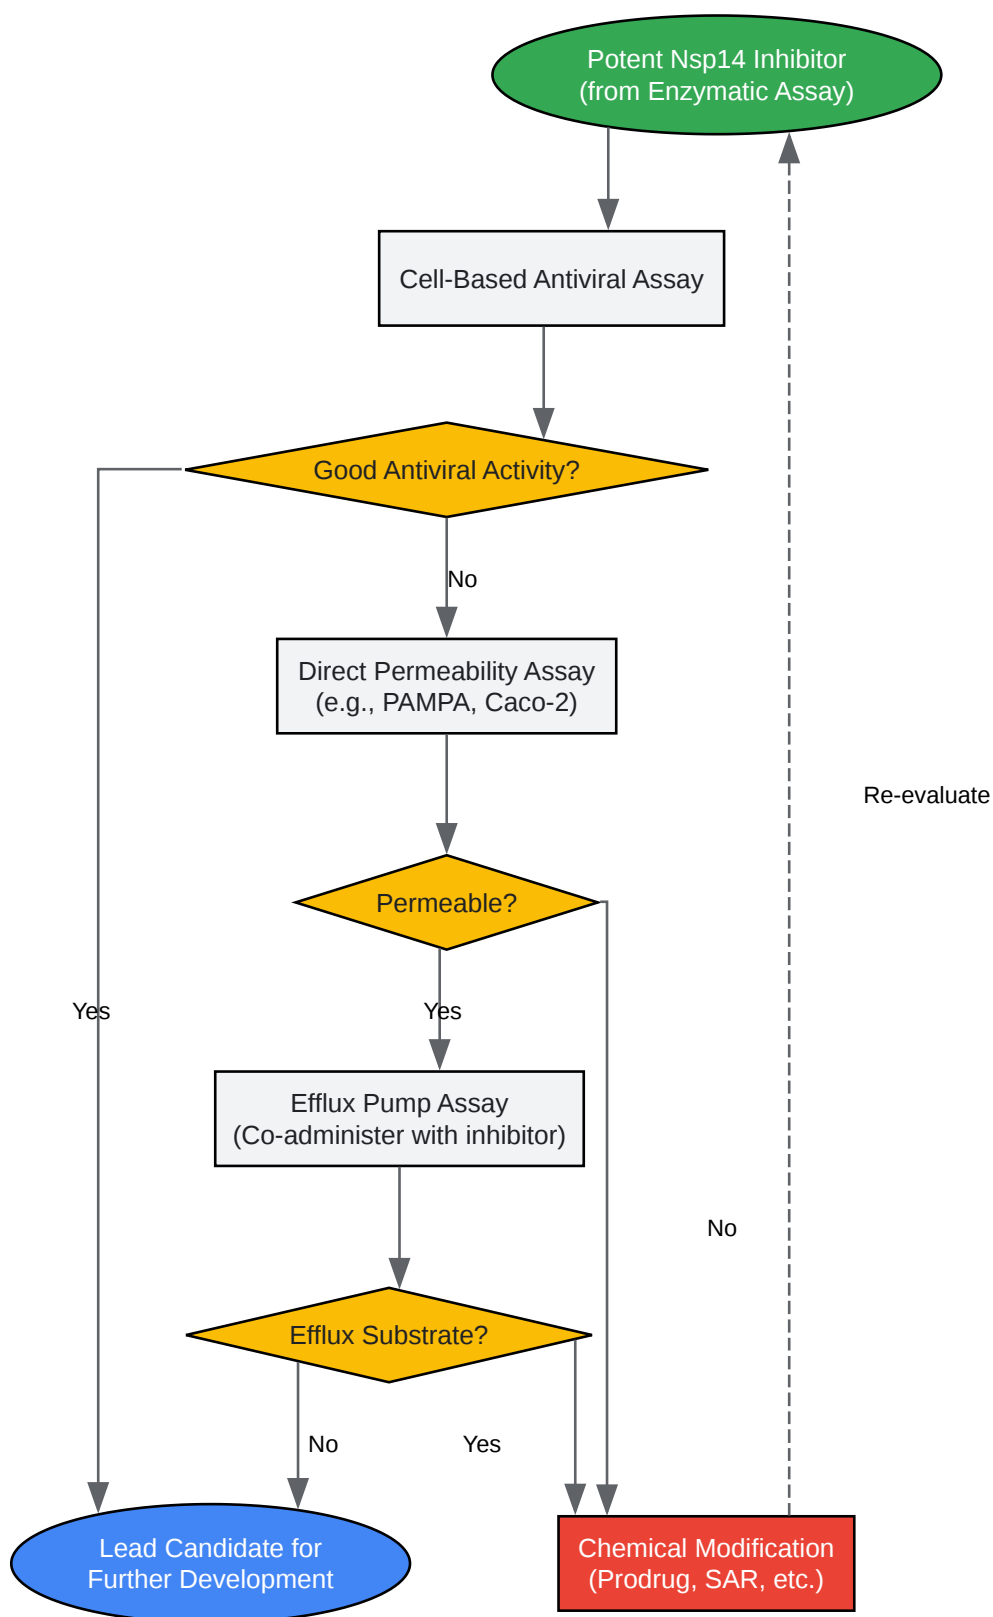 Potent Nsp14 Inhibitor
(from Enzymatic Assay)
Cell-Based Antiviral Assay
Good Antiviral Activity?
No
Direct Permeability Assay
(e.g., PAMPA, Caco-2)
Re-evaluate
Permeable?
Yes
Yes
Efflux Pump Assay
(Co-administer with inhibitor)
No
Efflux Substrate?
No
Yes
Lead Candidate for
Further Development
Chemical Modification
(Prodrug, SAR, etc.)